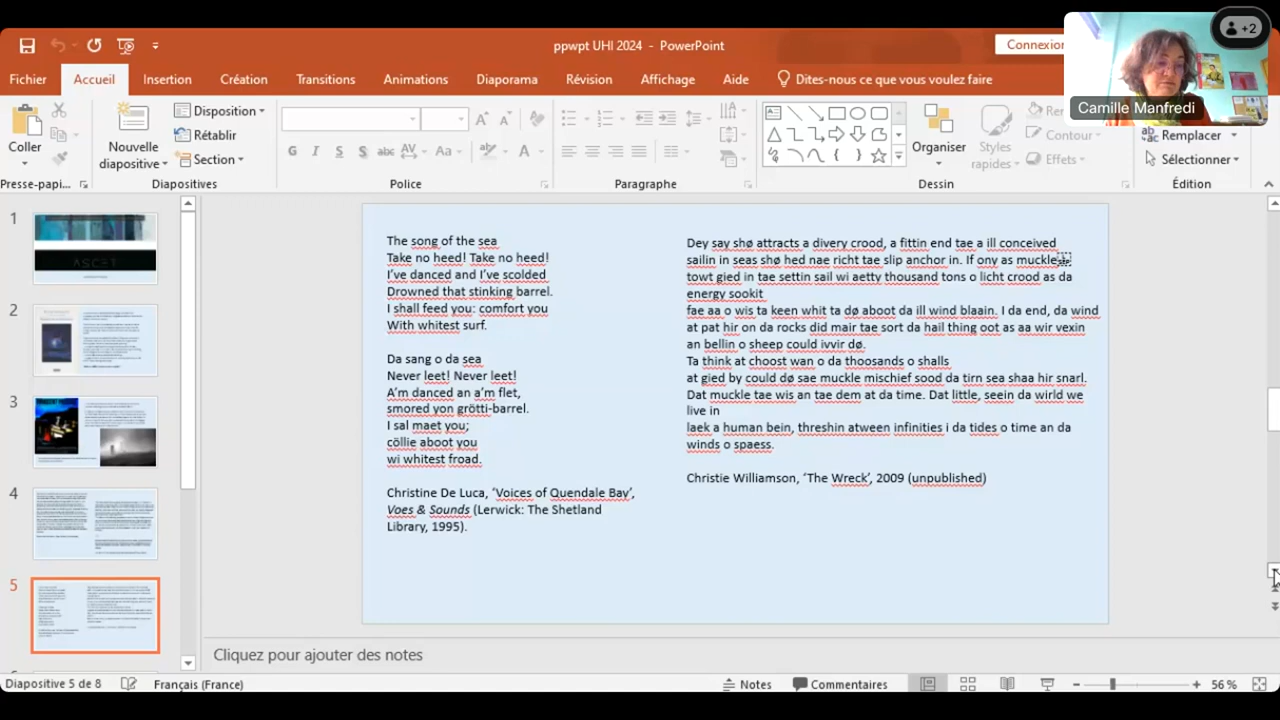 ppwpt UHI 2024 - PowerPoint
Connexion
+2
Camille Manfredi
Fichier
Accueil
Insertion
Création
Transitions
Animations
Diaporama
Révision
Affichage
Aide
Dites-nous ce que vous voulez faire
Coller
Nouvelle
diapositive
Disposition
Rétablir
Section
Organiser
Styles
rapides
Contour
Effets
Remplacer
Sélectionner
Presse-papi...
Diapositives
Police
Paragraphe
Dessin
Édition
1
2
3
4
5
The song of the sea
Take no heed! Take no heed!
I've danced and I've scolded
Drowned that stinking barrel.
I shall feed you: comfort you
With whitest surf.
Da sang o da sea
Never leet! Never leet!
A'm danced an a'm flet,
smored yon grötti-barrel.
I sal maet you;
cöllie aboot you
wi whitest froad.
Christine De Luca, 'Voices of Quendale Bay',
Voes & Sounds (Lerwick: The Shetland
Library, 1995).
Dey say shø attracts a divery crood, a fittin end tae a ill conceived
sailin in seas shø hed nae richt tae slip anchor in. If ony as muckle
towt gied in tae settin sail wi aetty thousand tons o licht crood as da
energy sookit
fae aa o wis ta keen whit ta dø aboot da ill wind blaain. I da end, da wind
at pat hir on da rocks did mair tae sort da hail thing oot as aa wir vexin
an bellin o sheep could ivvir dø.
Ta think at choost wan o da thoosands o shalls
at gied by could dø sae muckle mischief sood da tirn sea shaa hir snarl.
Dat muckle tae wis an tae dem at da time. Dat little, seein da wirld we
live in
laek a human bein, threshin atween infinities i da tides o time an da
winds o spaess.
Christie Williamson, 'The Wreck', 2009 (unpublished)
Cliquez pour ajouter des notes
Diapositive 5 de 8
Français (France)
Notes
Commentaires
56 %